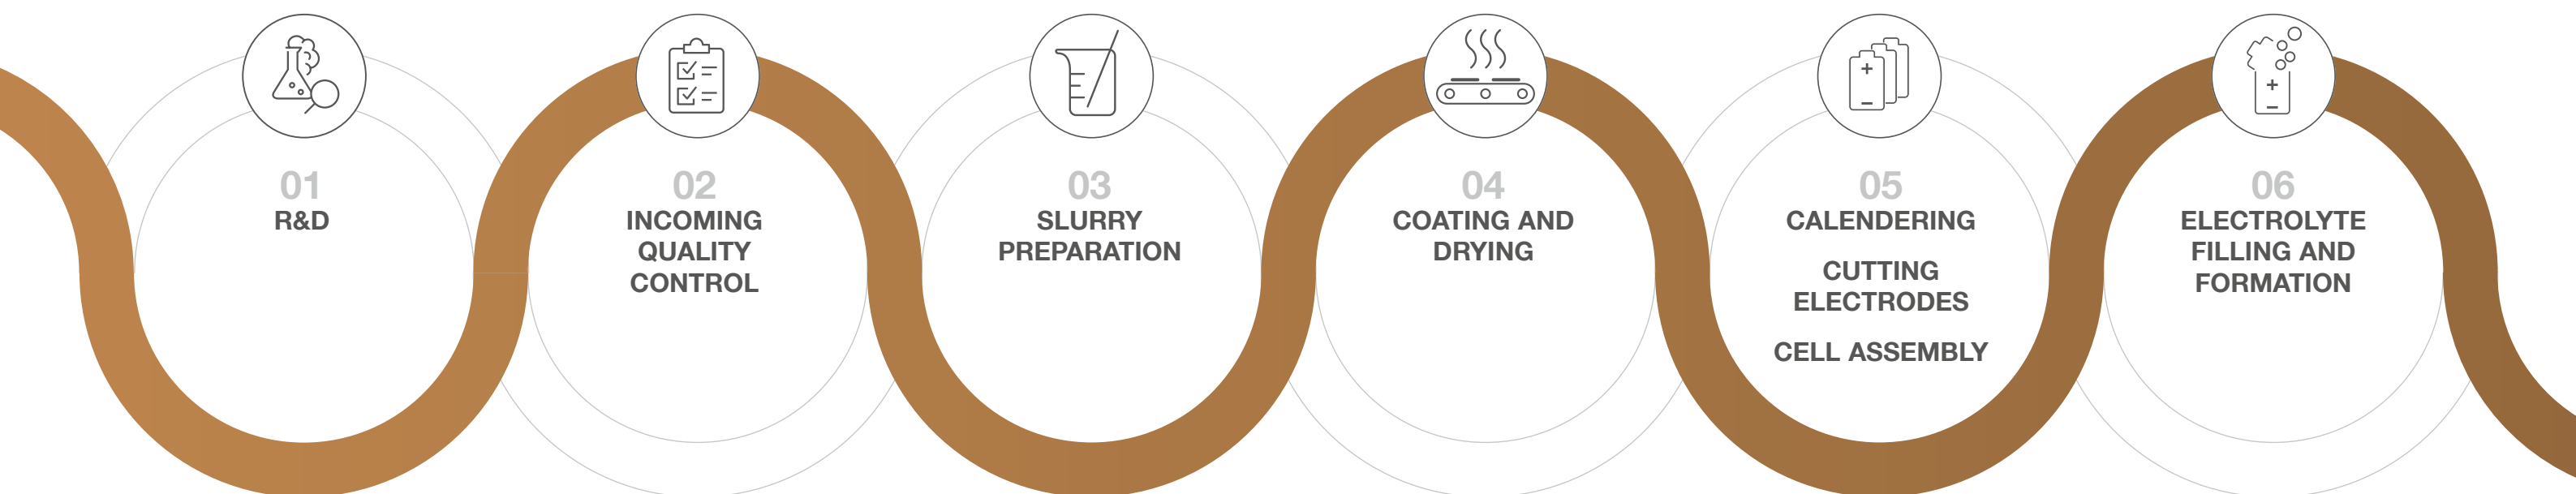 01
R&D
02
INCOMING
QUALITY
CONTROL
03
SLURRY
PREPARATION
04
COATING AND
DRYING
05
CALENDERING
CUTTING
ELECTRODES
CELL ASSEMBLY
06
ELECTROLYTE
FILLING AND
FORMATION